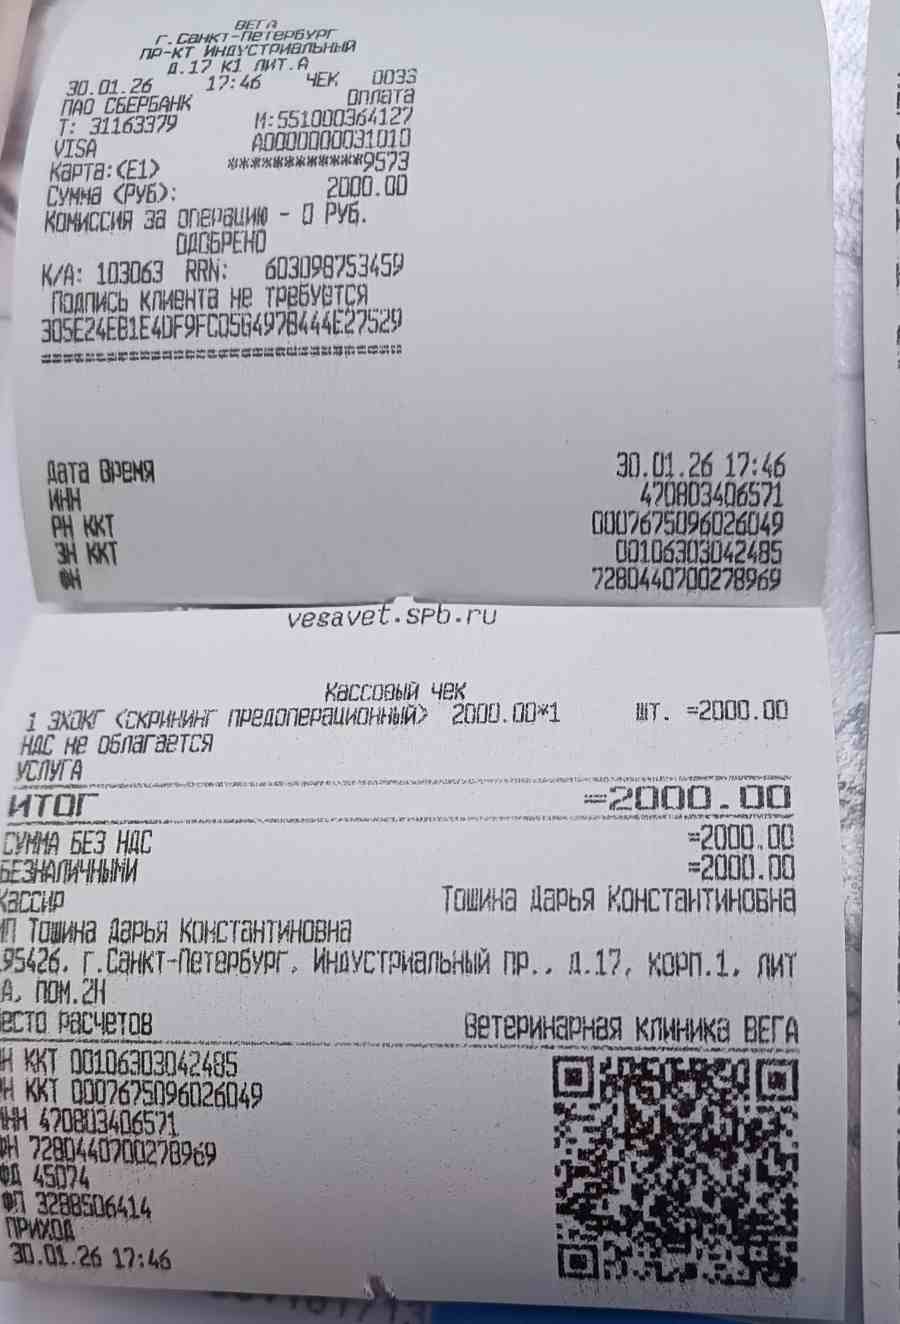 ВЕГА
г.Санкт-Петербург
пр-кт Индустриальный
д.17 К1 лит.А
30.01.26 17:46 ЧЕК 0033
ПАО СБЕРБАНК Оплата
Т: 31163379 М:551000364127
VISA A0000000031010
Карта:(E1) ************9573
Сумма (Руб): 2000.00
Комиссия за операцию - 0 Руб.
ОДОБРЕНО
К/А: 103063 RRN: 603098753459
Подпись клиента не требуется
305E24EB1E4DF9FC05G497B444E27529
=================================
Дата Время 30.01.26 17:46
ИНН 470803406571
РН ККТ 0007675096026049
ЗН ККТ 00106303042485
ФН 7280440700278969
vegavet.spb.ru
Кассовый чек
1 ЭХОКГ (скрининг предоперационный) 2000.00*1 шт. =2000.00
НДС не облагается
УСЛУГА
ИТОГ =2000.00
СУММА БЕЗ НДС =2000.00
БЕЗНАЛИЧНЫМИ =2000.00
Кассир Тошина Дарья Константиновна
ИП Тошина Дарья Константиновна
195426, г.Санкт-Петербург, Индустриальный пр., д.17, корп.1, лит
А, пом.2Н
Место расчетов Ветеринарная клиника ВЕГА
ЗН ККТ 00106303042485
РН ККТ 0007675096026049
ИНН 470803406571
ФН 7280440700278969
ФД 45074
ФП 3288506414
ПРИХОД
30.01.26 17:46